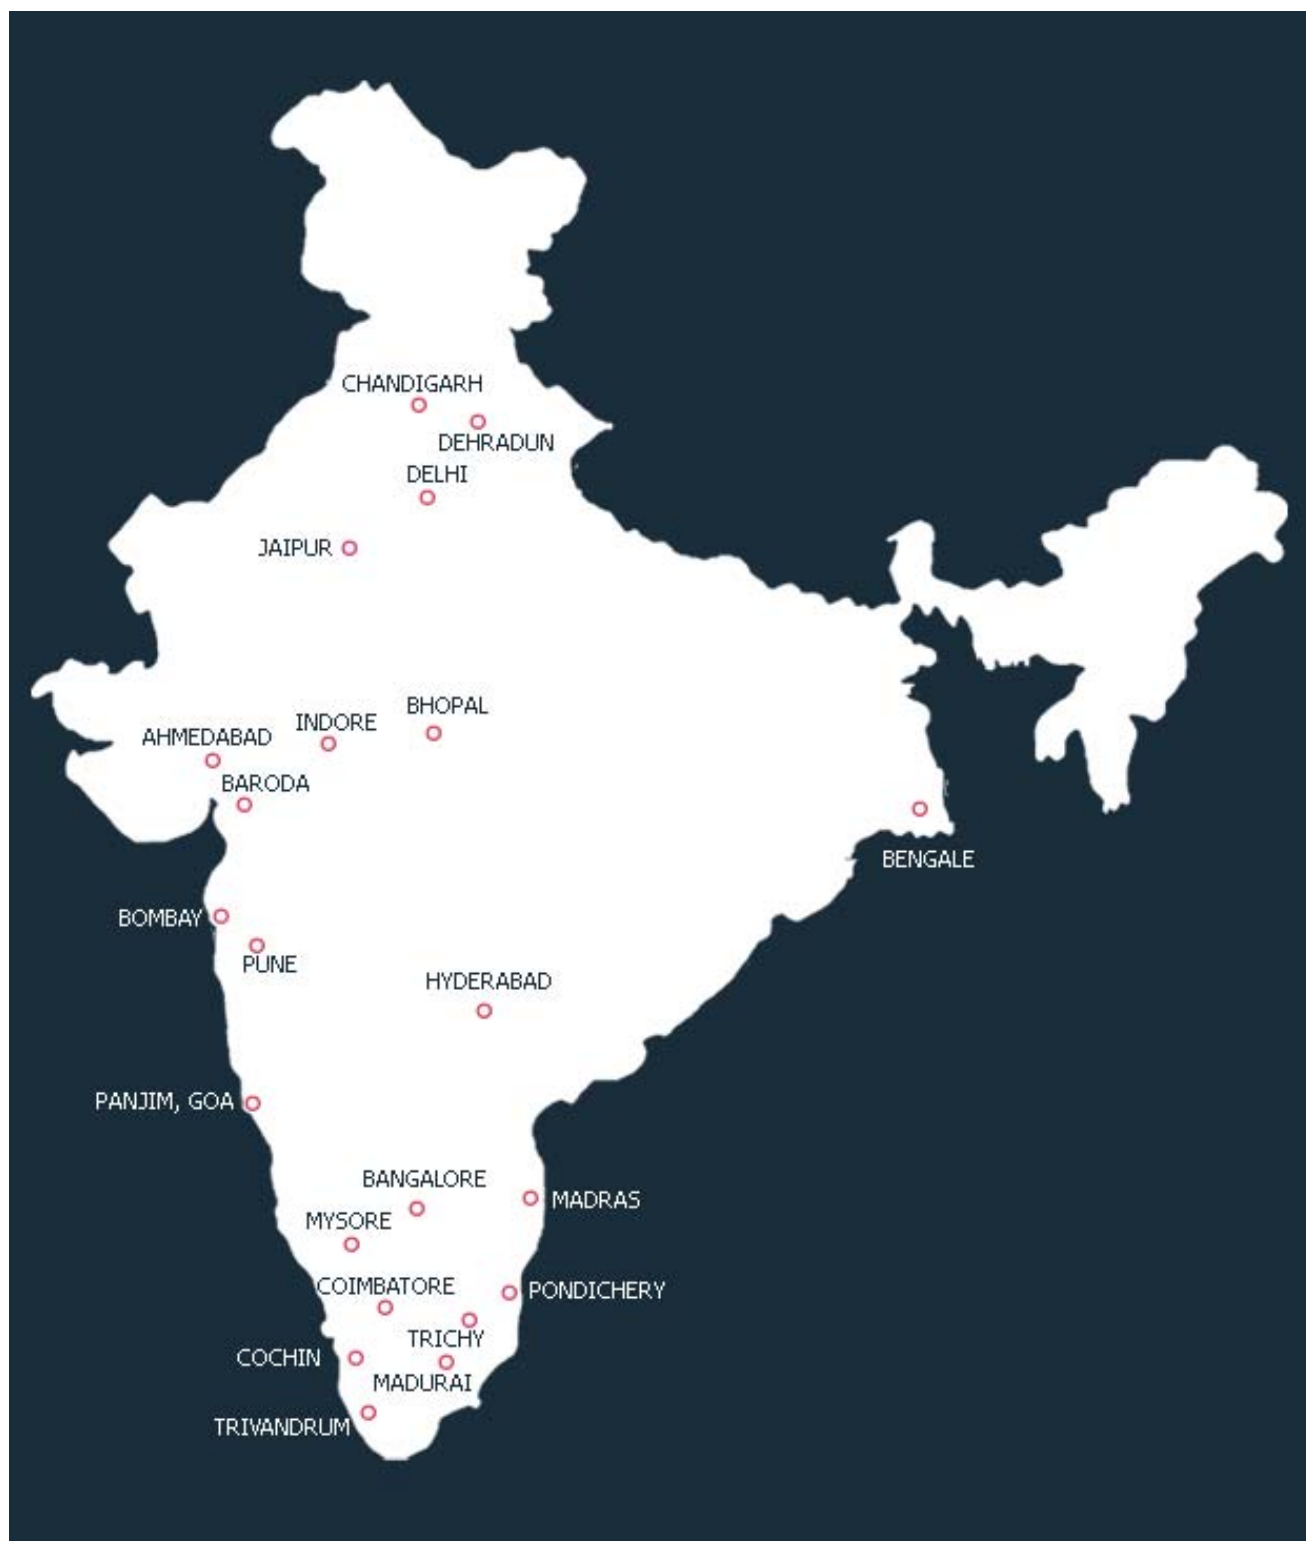 CHANDIGARH
DEHRADUN
DELHI
JAIPUR
BHOPAL
INDORE
AHMEDABAD
BARODA
BENGALE
BOMBAY
PUNE
HYDERABAD
PANJIM, GOA
BANGALORE
MADRAS
MYSORE
COIMBATORE
PONDICHERY
TRICHY
COCHIN
MADURAI
TRIVANDRUM